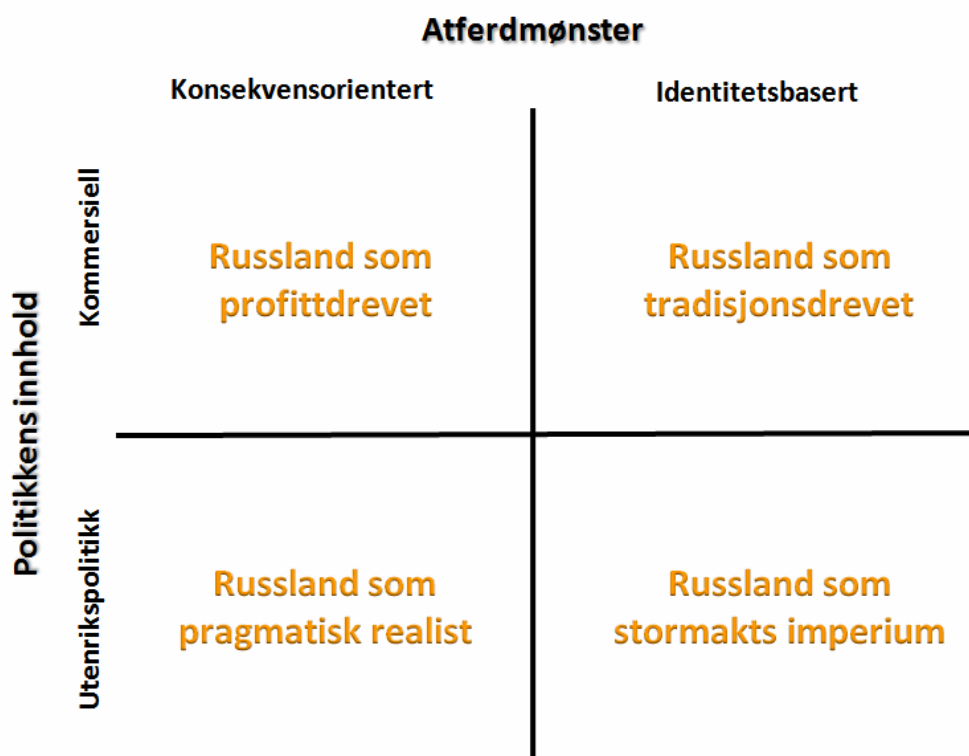 Atferdmønster
Konsekvensorientert
Identitetsbasert
Politikkens innhold
Kommersiell
Russland som
profittdrevet
Russland som
tradisjonsdrevet
Utenrikspolitikk
Russland som
pragmatisk realist
Russland som
stormakts imperium